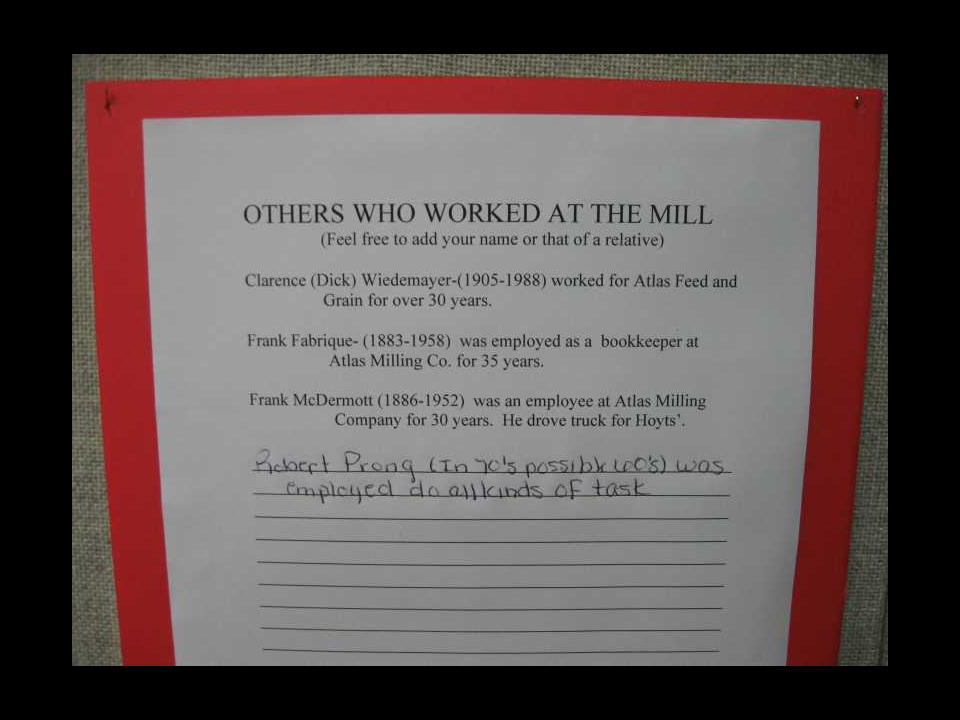 OTHERS WHO WORKED AT THE MILL
(Feel free to add your name or that of a relative)
Clarence (Dick) Wiedemayer-(1905-1988) worked for Atlas Feed and
Grain for over 30 years.
Frank Fabrique- (1883-1958) was employed as a bookkeeper at
Atlas Milling Co. for 35 years.
Frank McDermott (1886-1952) was an employee at Atlas Milling
Company for 30 years. He drove truck for Hoyts'.
Robert Prong (In 70's possible 60's) was
employed do all kinds of task